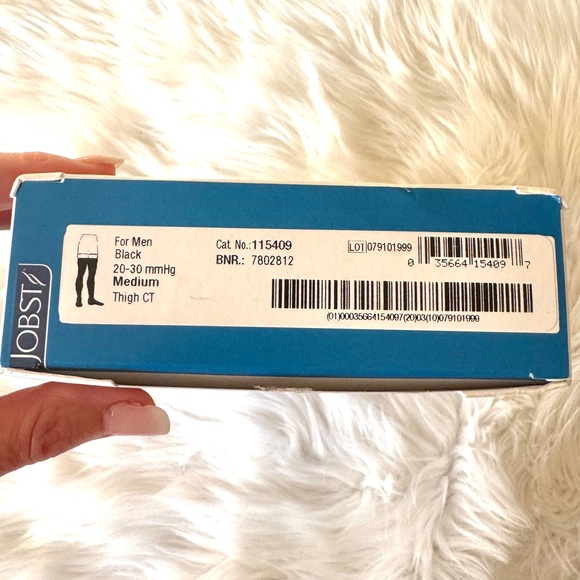 JOBST
For Men
Black
20-30 mmHg
Medium
Thigh CT
Cat. No.:115409
BNR.: 7802812
LOT 079101999
0 35664 15409 7
(01)00035664154097(20)03(10)079101999